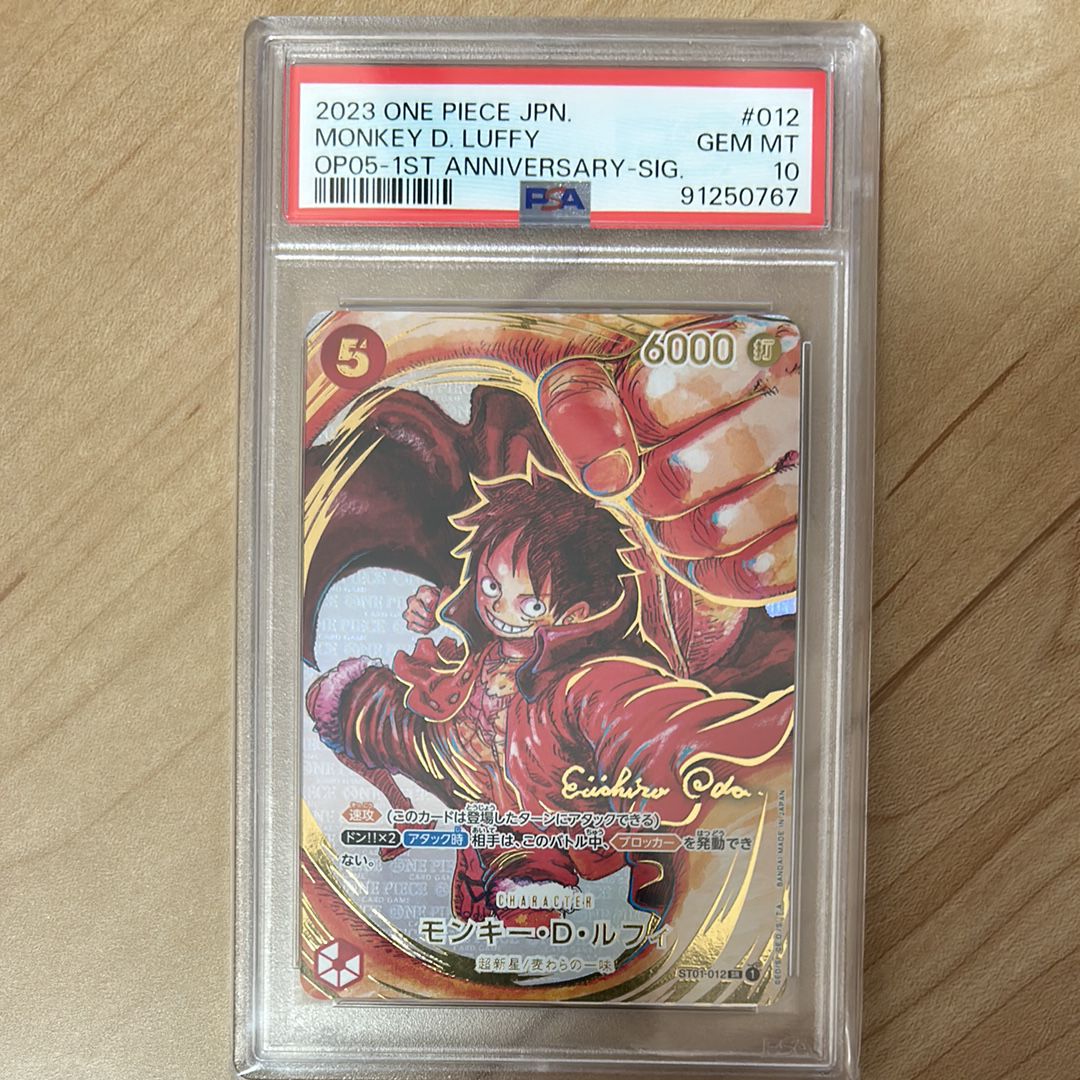 2023 ONE PIECE JPN. #012
MONKEY D. LUFFY GEM MT
OP05-1ST ANNIVERSARY-SIG. 10
PSA 91250767
5 6000 打
Eiichiro Oda
速攻 (このカードは登場したターンにアタックできる)
ドン!!×2 アタック時 相手は、このバトル中、ブロッカー を発動でき
ない。
CHARACTER
モンキー・D・ルフィ
超新星/麦わらの一味
ST01-012 SR 1
BANDAI MADE IN JAPAN